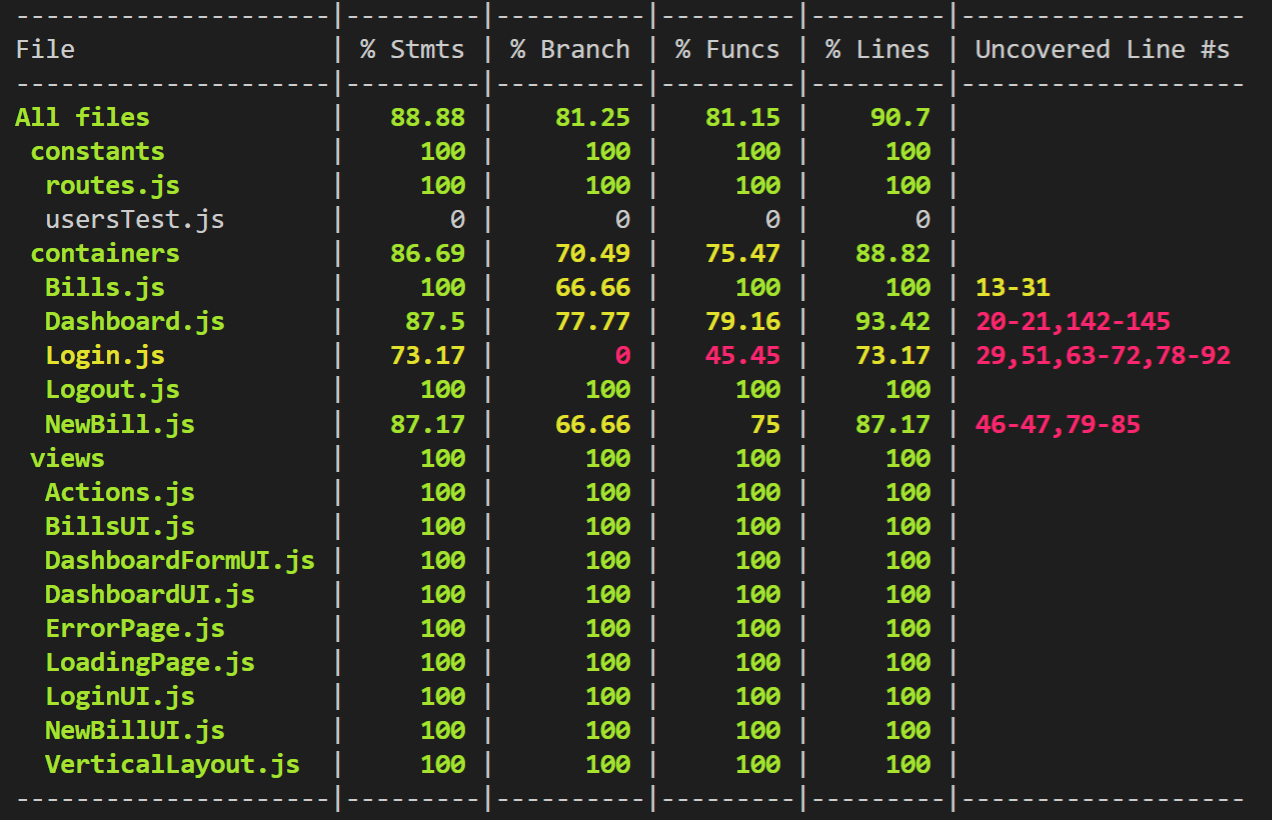 ---------------------|---------|----------|---------|---------|-------------------
File                 | % Stmts | % Branch | % Funcs | % Lines | Uncovered Line #s
---------------------|---------|----------|---------|---------|-------------------
All files            |   88.88 |    81.25 |   81.15 |    90.7 |
 constants           |     100 |      100 |     100 |     100 |
  routes.js          |     100 |      100 |     100 |     100 |
  usersTest.js       |       0 |        0 |       0 |       0 |
 containers          |   86.69 |    70.49 |   75.47 |   88.82 |
  Bills.js           |     100 |    66.66 |     100 |     100 | 13-31
  Dashboard.js       |    87.5 |    77.77 |   79.16 |   93.42 | 20-21,142-145
  Login.js           |   73.17 |        0 |   45.45 |   73.17 | 29,51,63-72,78-92
  Logout.js          |     100 |      100 |     100 |     100 |
  NewBill.js         |   87.17 |    66.66 |      75 |   87.17 | 46-47,79-85
 views               |     100 |      100 |     100 |     100 |
  Actions.js         |     100 |      100 |     100 |     100 |
  BillsUI.js         |     100 |      100 |     100 |     100 |
  DashboardFormUI.js |     100 |      100 |     100 |     100 |
  DashboardUI.js     |     100 |      100 |     100 |     100 |
  ErrorPage.js       |     100 |      100 |     100 |     100 |
  LoadingPage.js     |     100 |      100 |     100 |     100 |
  LoginUI.js         |     100 |      100 |     100 |     100 |
  NewBillUI.js       |     100 |      100 |     100 |     100 |
  VerticalLayout.js  |     100 |      100 |     100 |     100 |
---------------------|---------|----------|---------|---------|-------------------